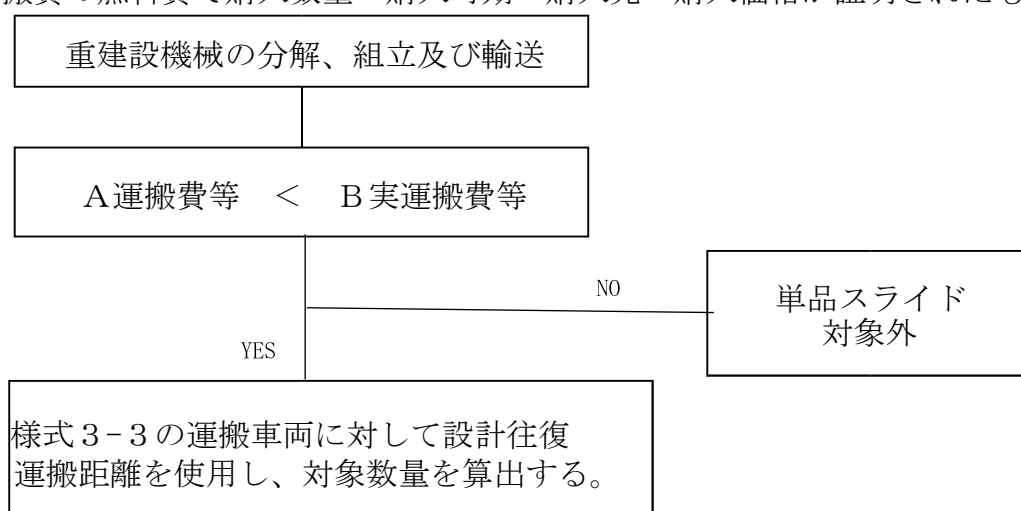 重建設機械の分解、組立及び輸送
A運搬費等 < B実運搬費等
NO
単品スライド
対象外
YES
様式3-3の運搬車両に対して設計往復
運搬距離を使用し、対象数量を算出する。